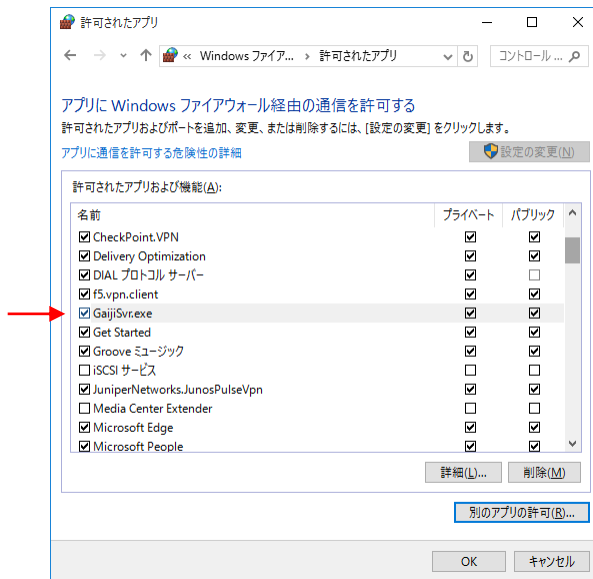 許可されたアプリ
« Windows ファイア... › 許可されたアプリ コントロール ...
アプリに Windows ファイアウォール経由の通信を許可する
許可されたアプリおよびポートを追加、変更、または削除するには、[設定の変更] をクリックします。
アプリに通信を許可する危険性の詳細 設定の変更(N)
許可されたアプリおよび機能(A):
名前 プライベート パブリック
CheckPoint.VPN
Delivery Optimization
DIAL プロトコル サーバー
f5.vpn.client
GaijiSvr.exe
Get Started
Groove ミュージック
iSCSI サービス
JuniperNetworks.JunosPulseVpn
Media Center Extender
Microsoft Edge
Microsoft People
詳細(L)... 削除(M)
別のアプリの許可(R)...
OK キャンセル